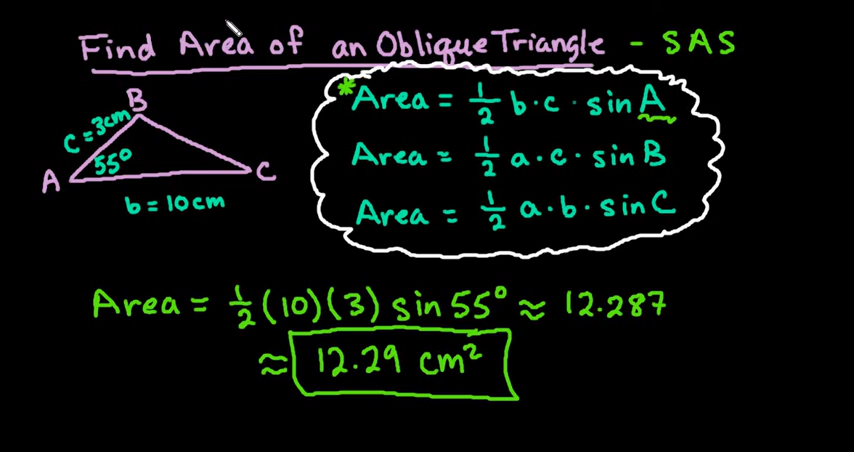 Find Area of an Oblique Triangle - SAS
B
c = 3cm
55°
A
C
b = 10cm
*Area = 1/2 b·c·sin A
Area = 1/2 a·c·sin B
Area = 1/2 a·b·sin C
Area = 1/2 (10)(3) sin 55° ≈ 12.287
≈ 12.29 cm²